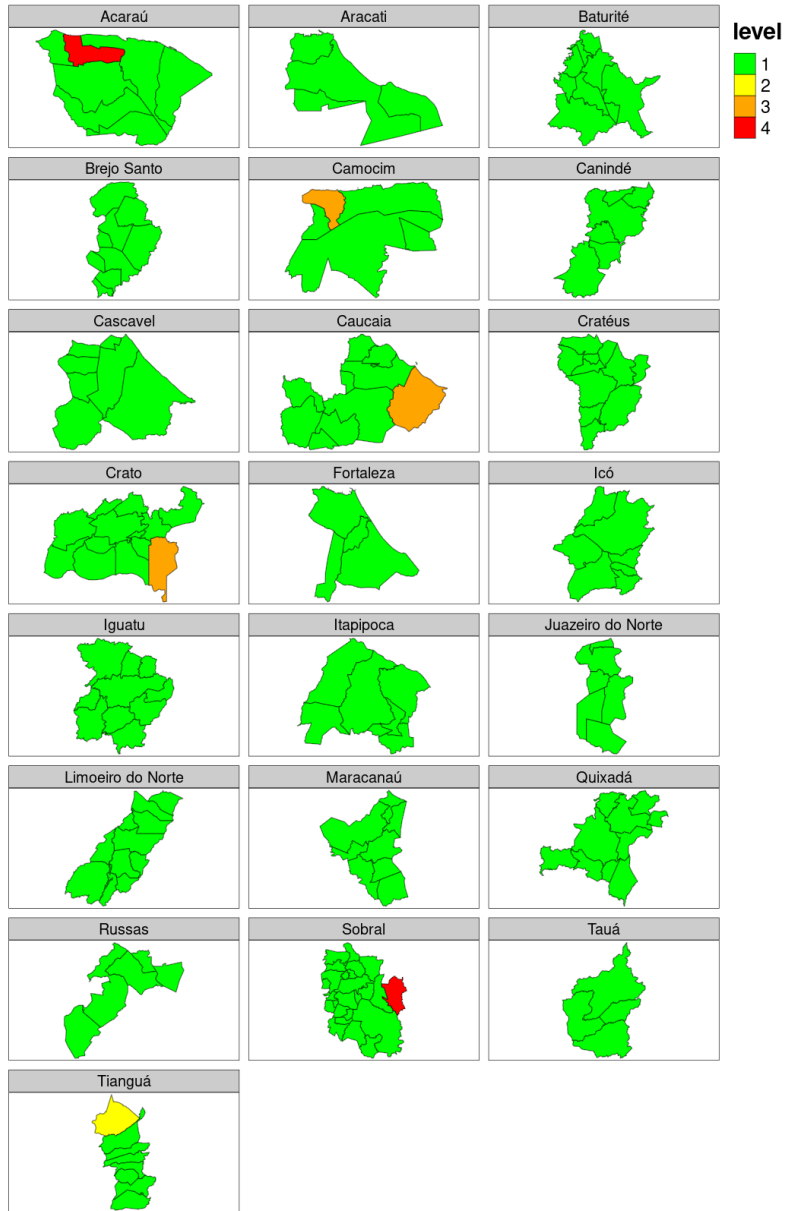 Acaraú
Aracati
Baturité
level
1
2
3
4
Brejo Santo
Camocim
Canindé
Cascavel
Caucaia
Cratéus
Crato
Fortaleza
Icó
Iguatu
Itapipoca
Juazeiro do Norte
Limoeiro do Norte
Maracanaú
Quixadá
Russas
Sobral
Tauá
Tianguá